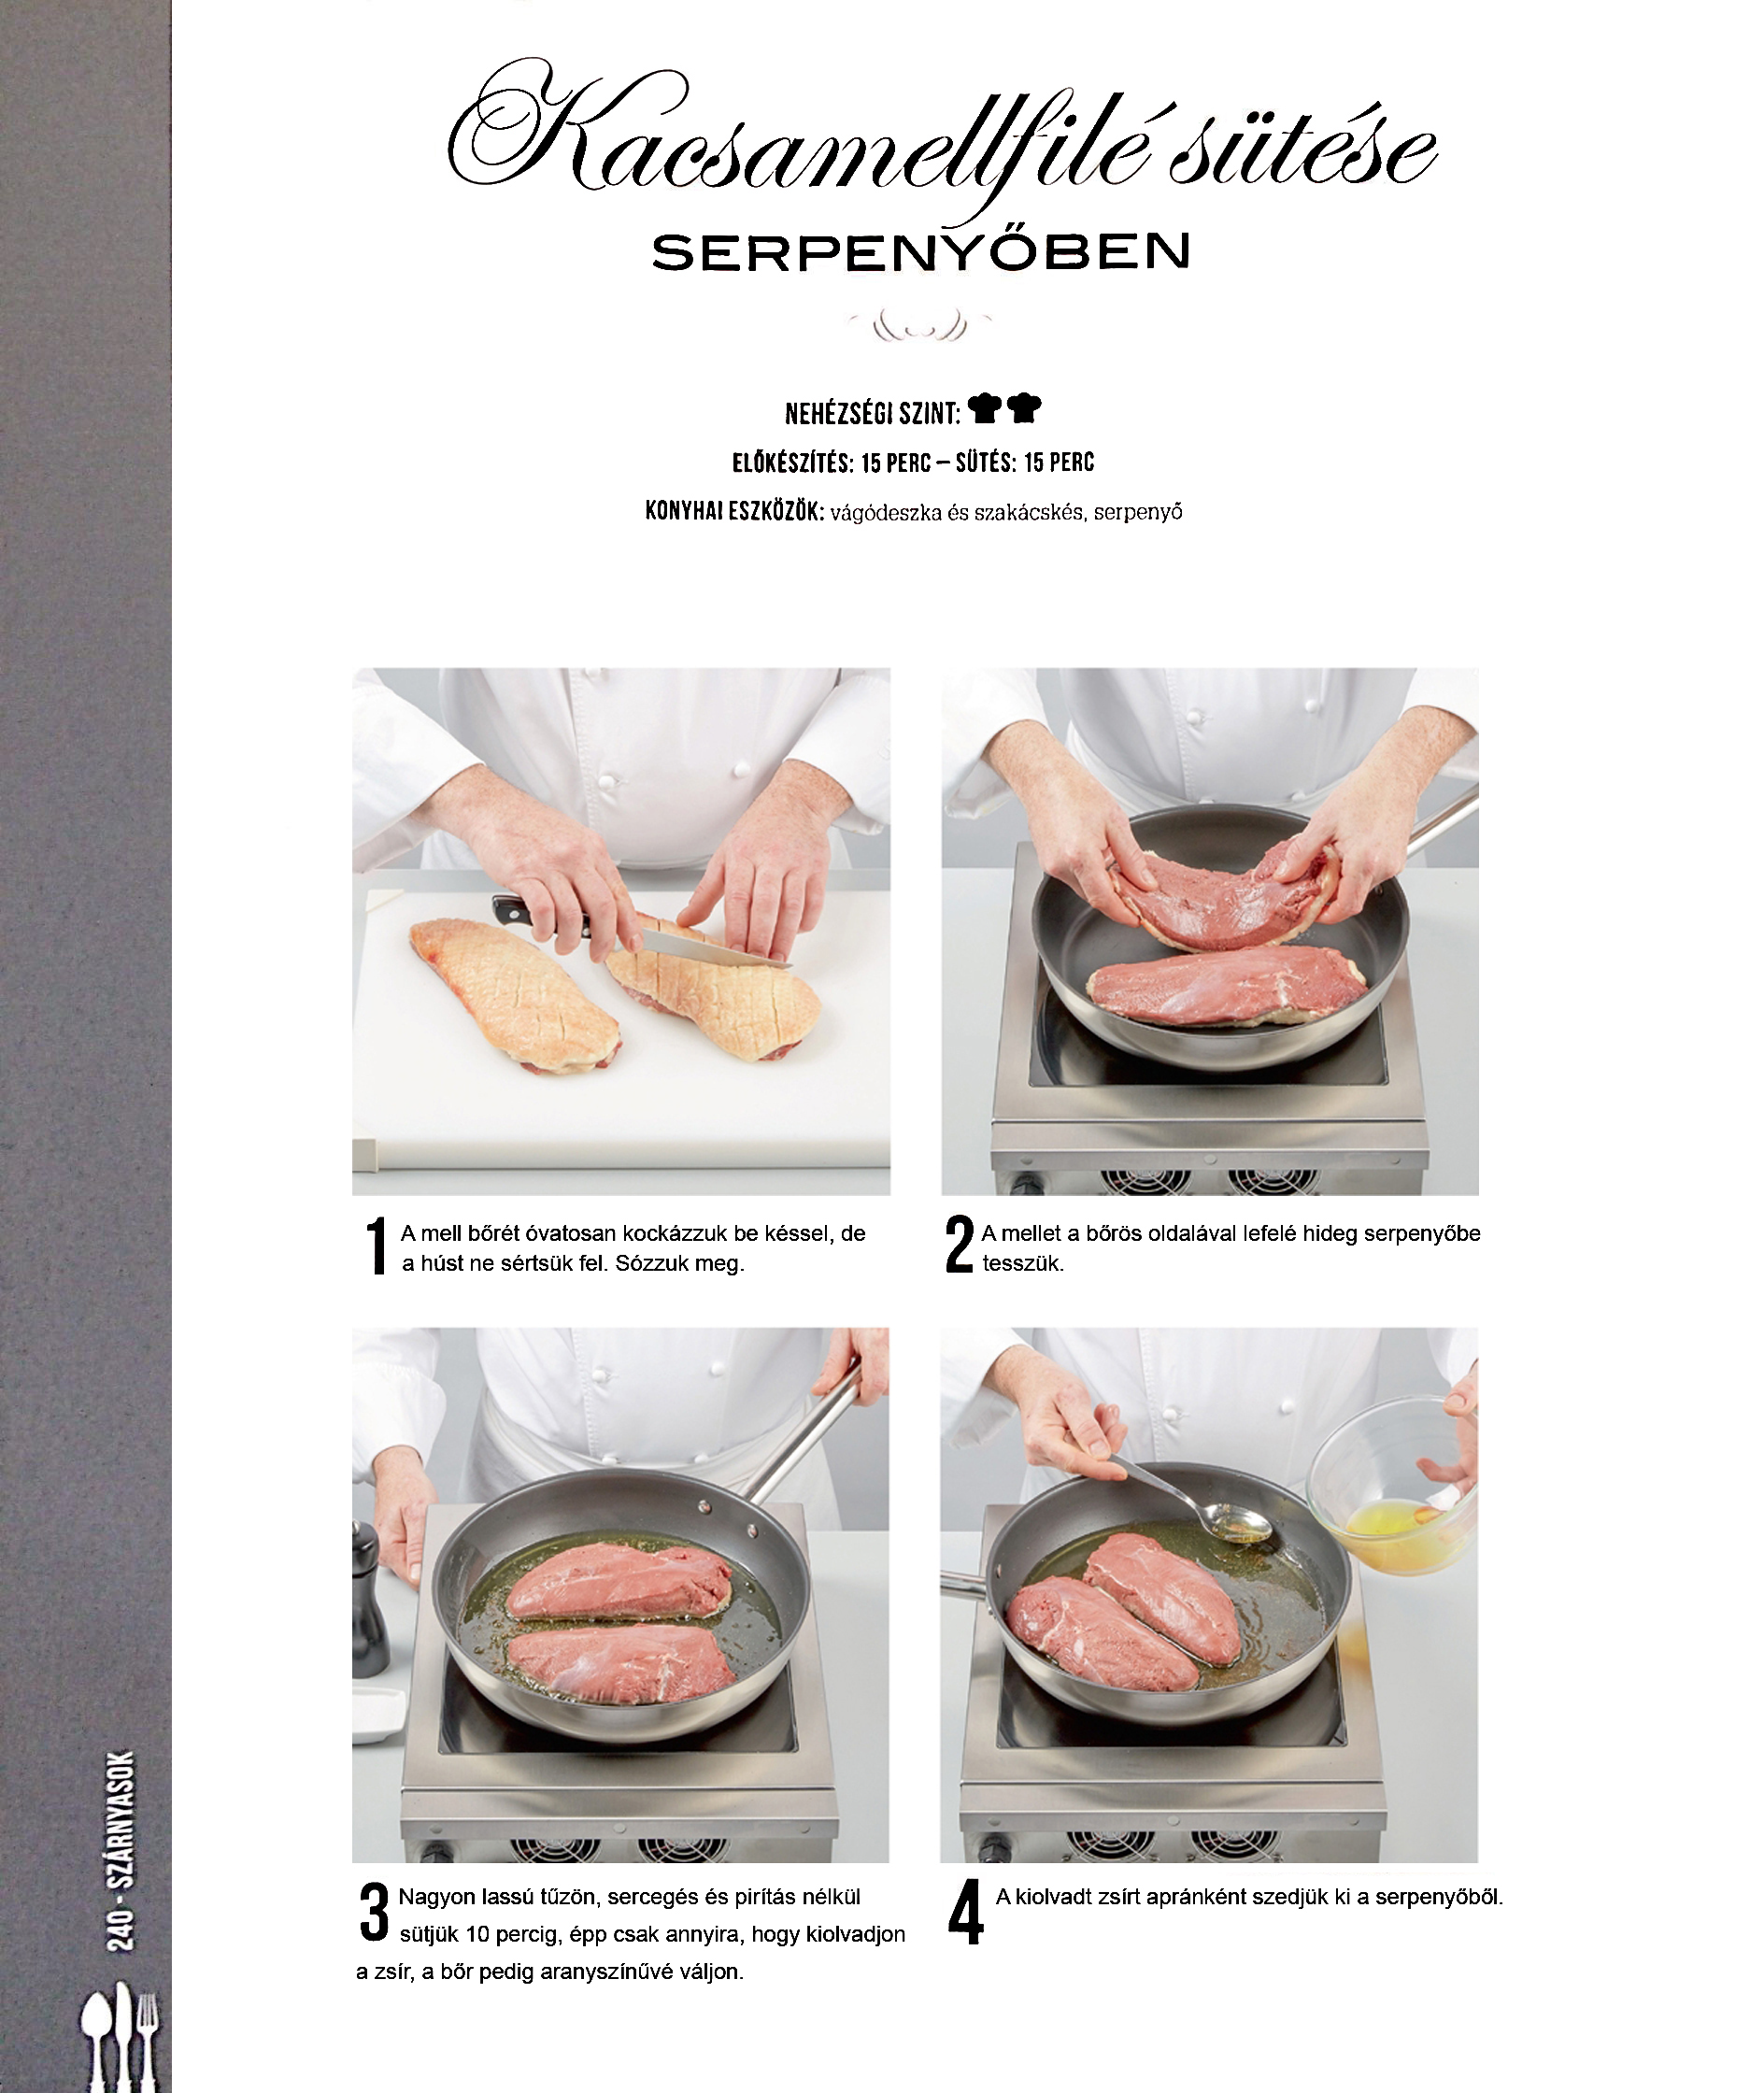 Kacsamellfilé sütése
SERPENYŐBEN
NEHÉZSÉGI SZINT:
ELŐKÉSZÍTÉS: 15 PERC – SÜTÉS: 15 PERC
KONYHAI ESZKÖZÖK: vágódeszka és szakácskés, serpenyő
1 A mell bőrét óvatosan kockázzuk be késsel, de
a húst ne sértsük fel. Sózzuk meg.
2 A mellet a bőrös oldalával lefelé hideg serpenyőbe
tesszük.
3 Nagyon lassú tűzön, sercegés és pirítás nélkül
sütjük 10 percig, épp csak annyira, hogy kiolvadjon
a zsír, a bőr pedig aranyszínűvé váljon.
4 A kiolvadt zsírt apránként szedjük ki a serpenyőből.
240 - SZÁRNYASOK